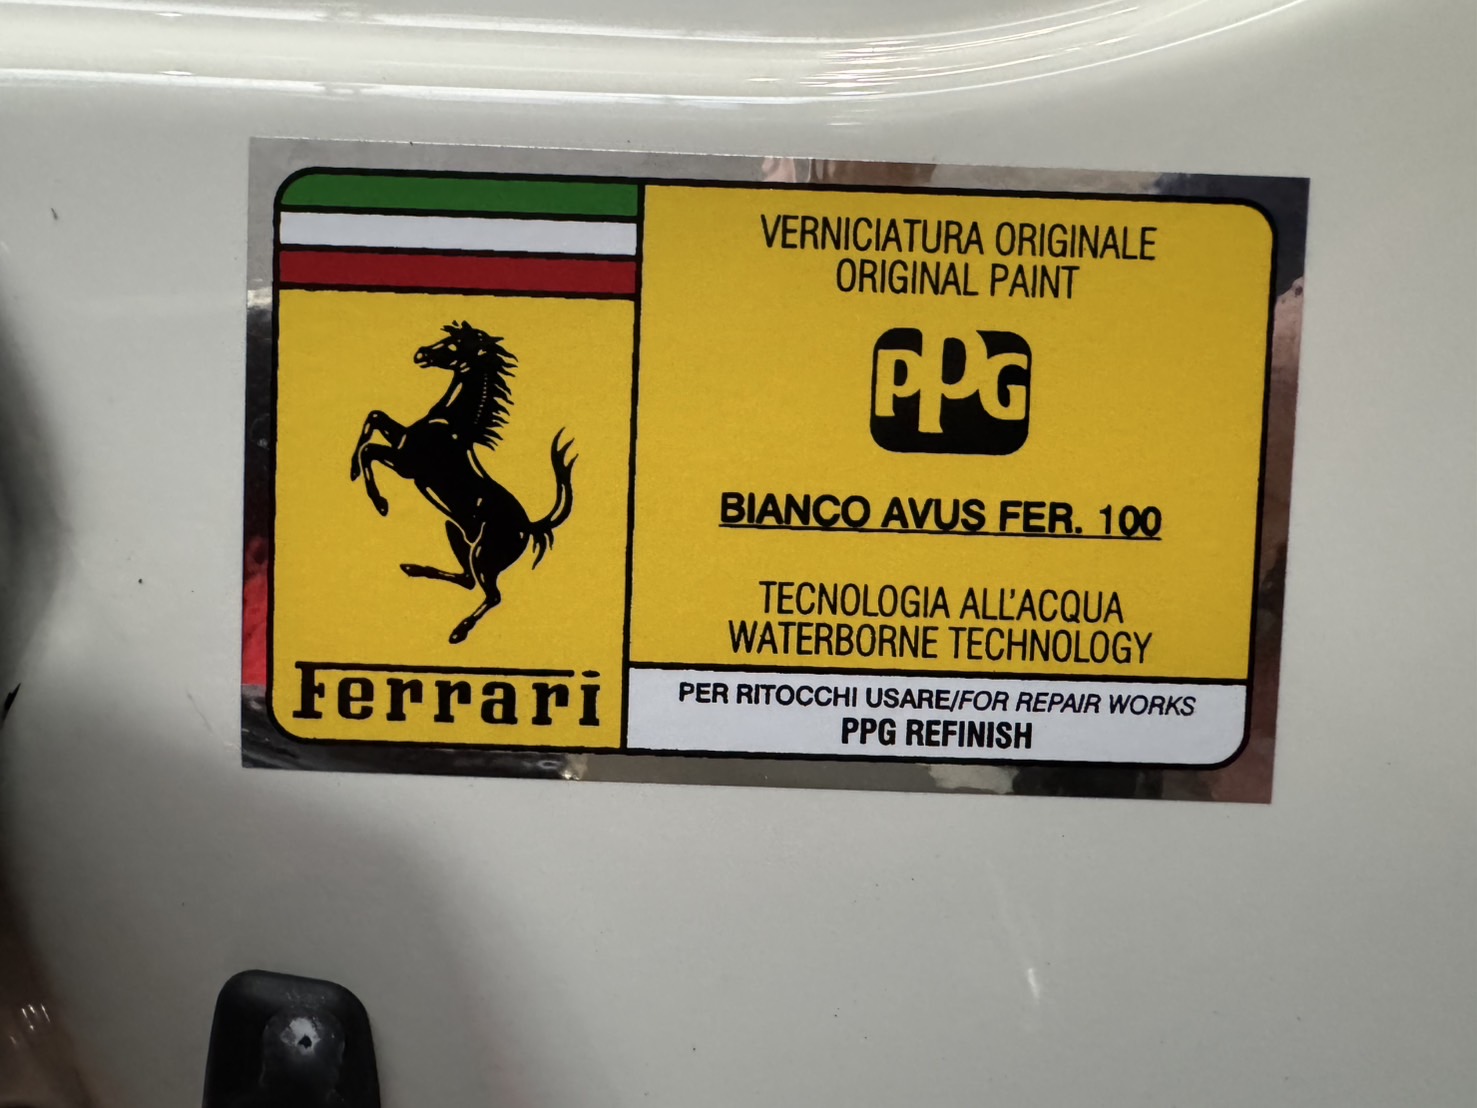 VERNICIATURA ORIGINALE
ORIGINAL PAINT
PPG
BIANCO AVUS FER. 100
TECNOLOGIA ALL'ACQUA
WATERBORNE TECHNOLOGY
Ferrari
PER RITOCCHI USARE/FOR REPAIR WORKS
PPG REFINISH